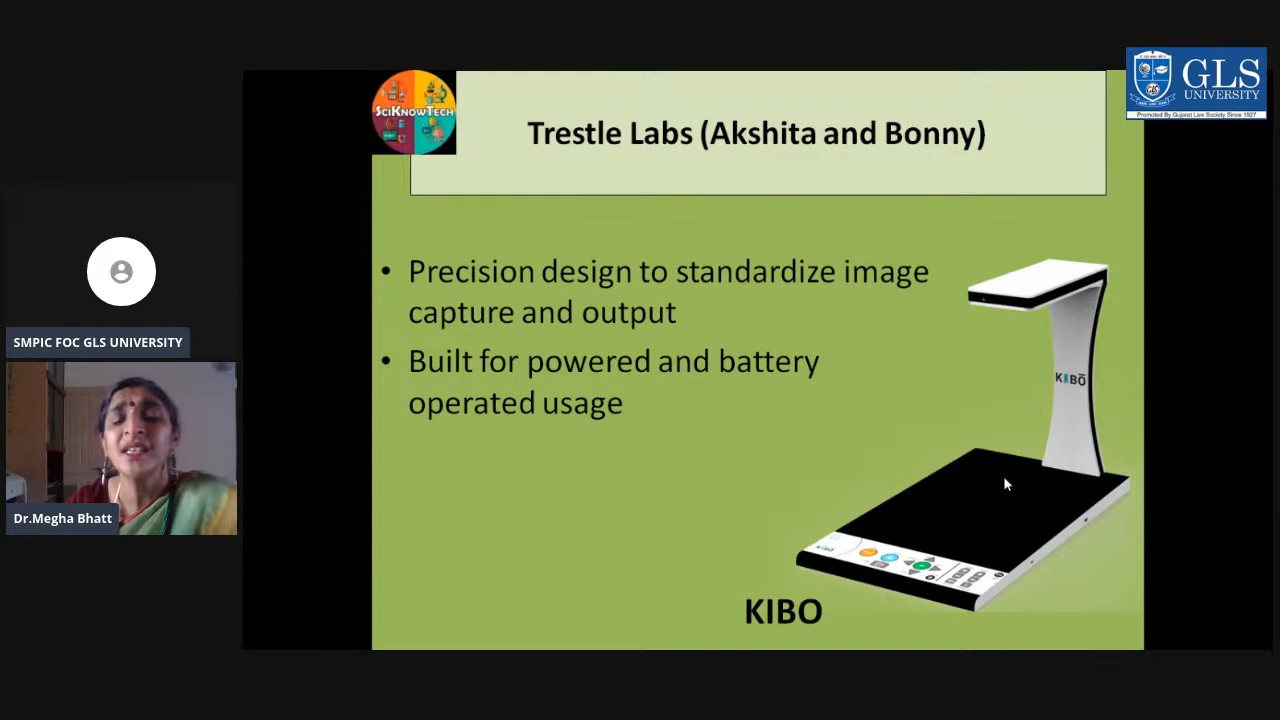 SCIKNOWTECH
GLS
UNIVERSITY
Promoted By Gujarat Law Society Since 1927
GLS
Trestle Labs (Akshita and Bonny)
• Precision design to standardize image
capture and output
• Built for powered and battery
operated usage
KIBO
KIBO
SMPIC FOC GLS UNIVERSITY
Dr.Megha Bhatt